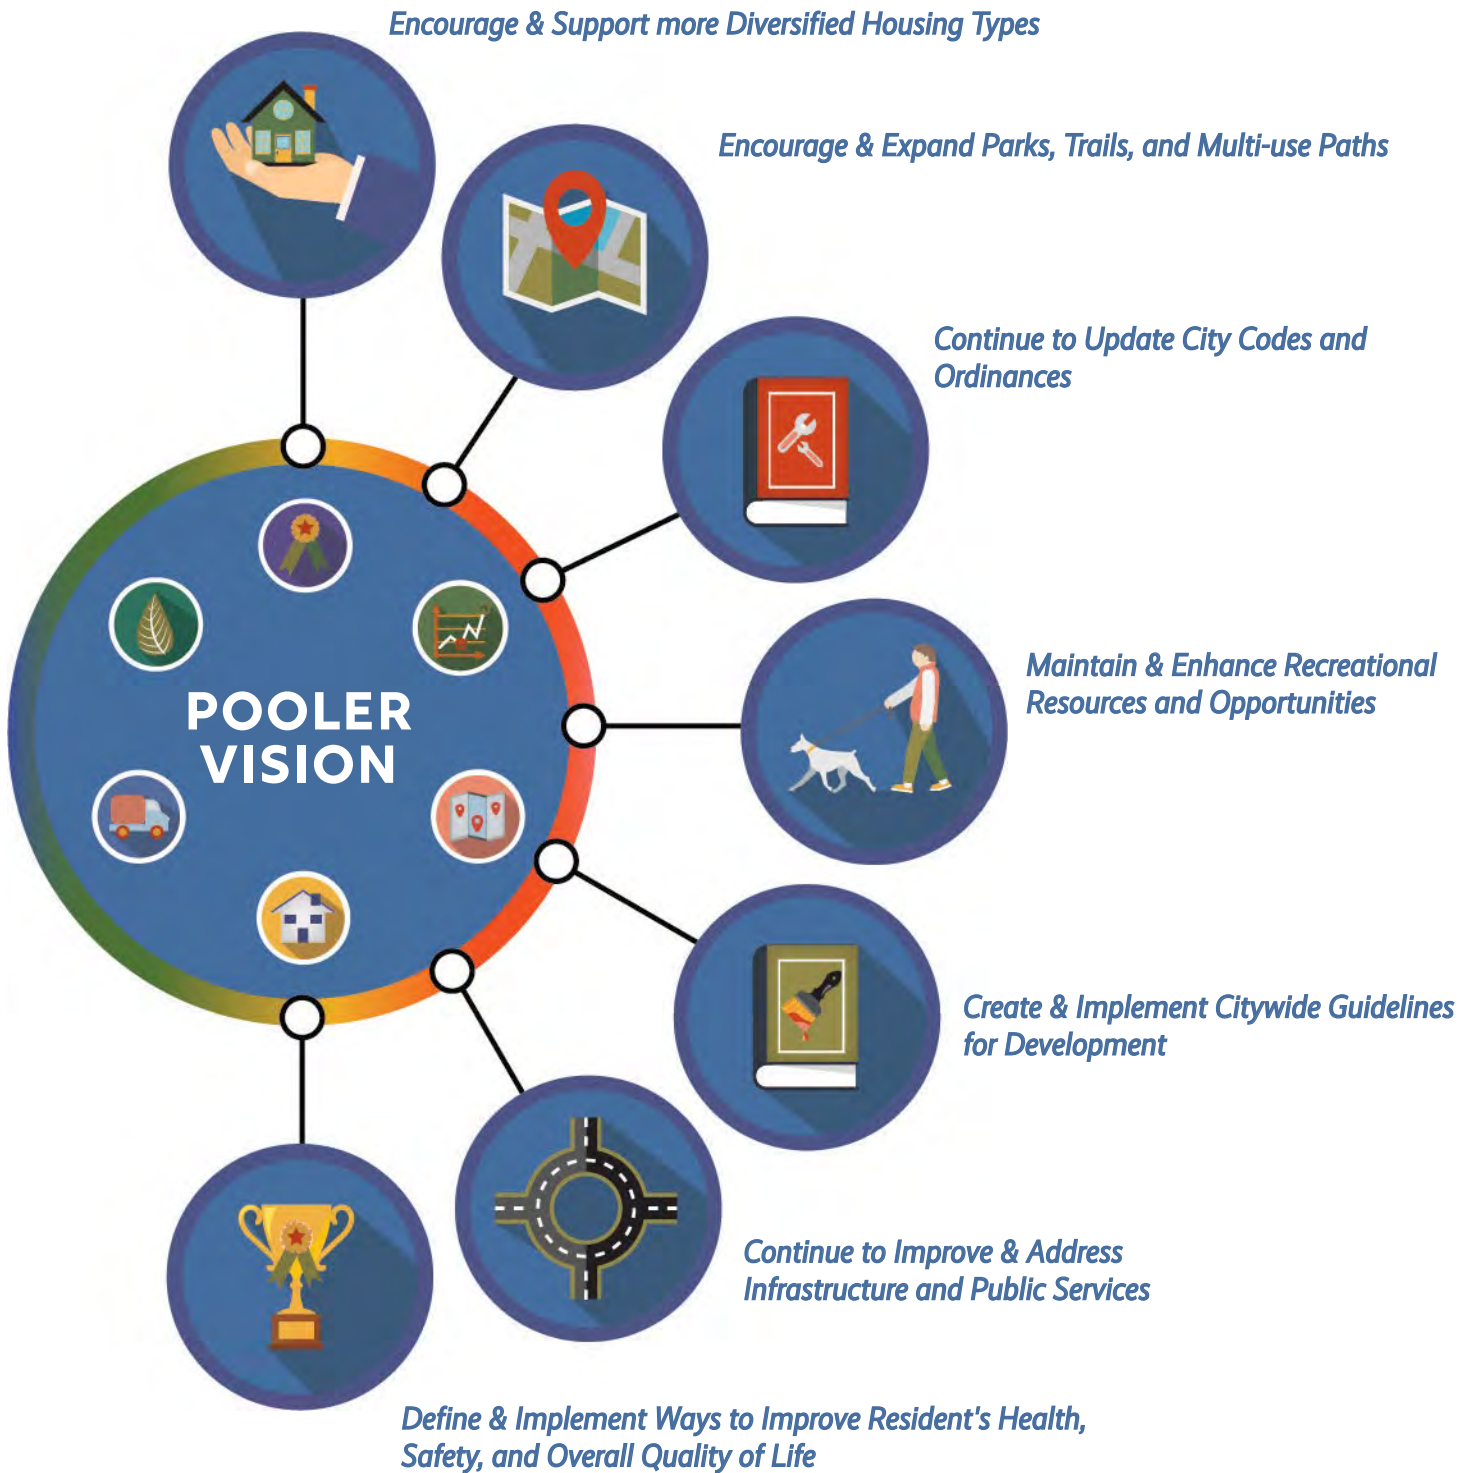 Encourage & Support more Diversified Housing Types
Encourage & Expand Parks, Trails, and Multi-use Paths
Continue to Update City Codes and
Ordinances
Maintain & Enhance Recreational
Resources and Opportunities
POOLER
VISION
Create & Implement Citywide Guidelines
for Development
Continue to Improve & Address
Infrastructure and Public Services
Define & Implement Ways to Improve Resident's Health,
Safety, and Overall Quality of Life